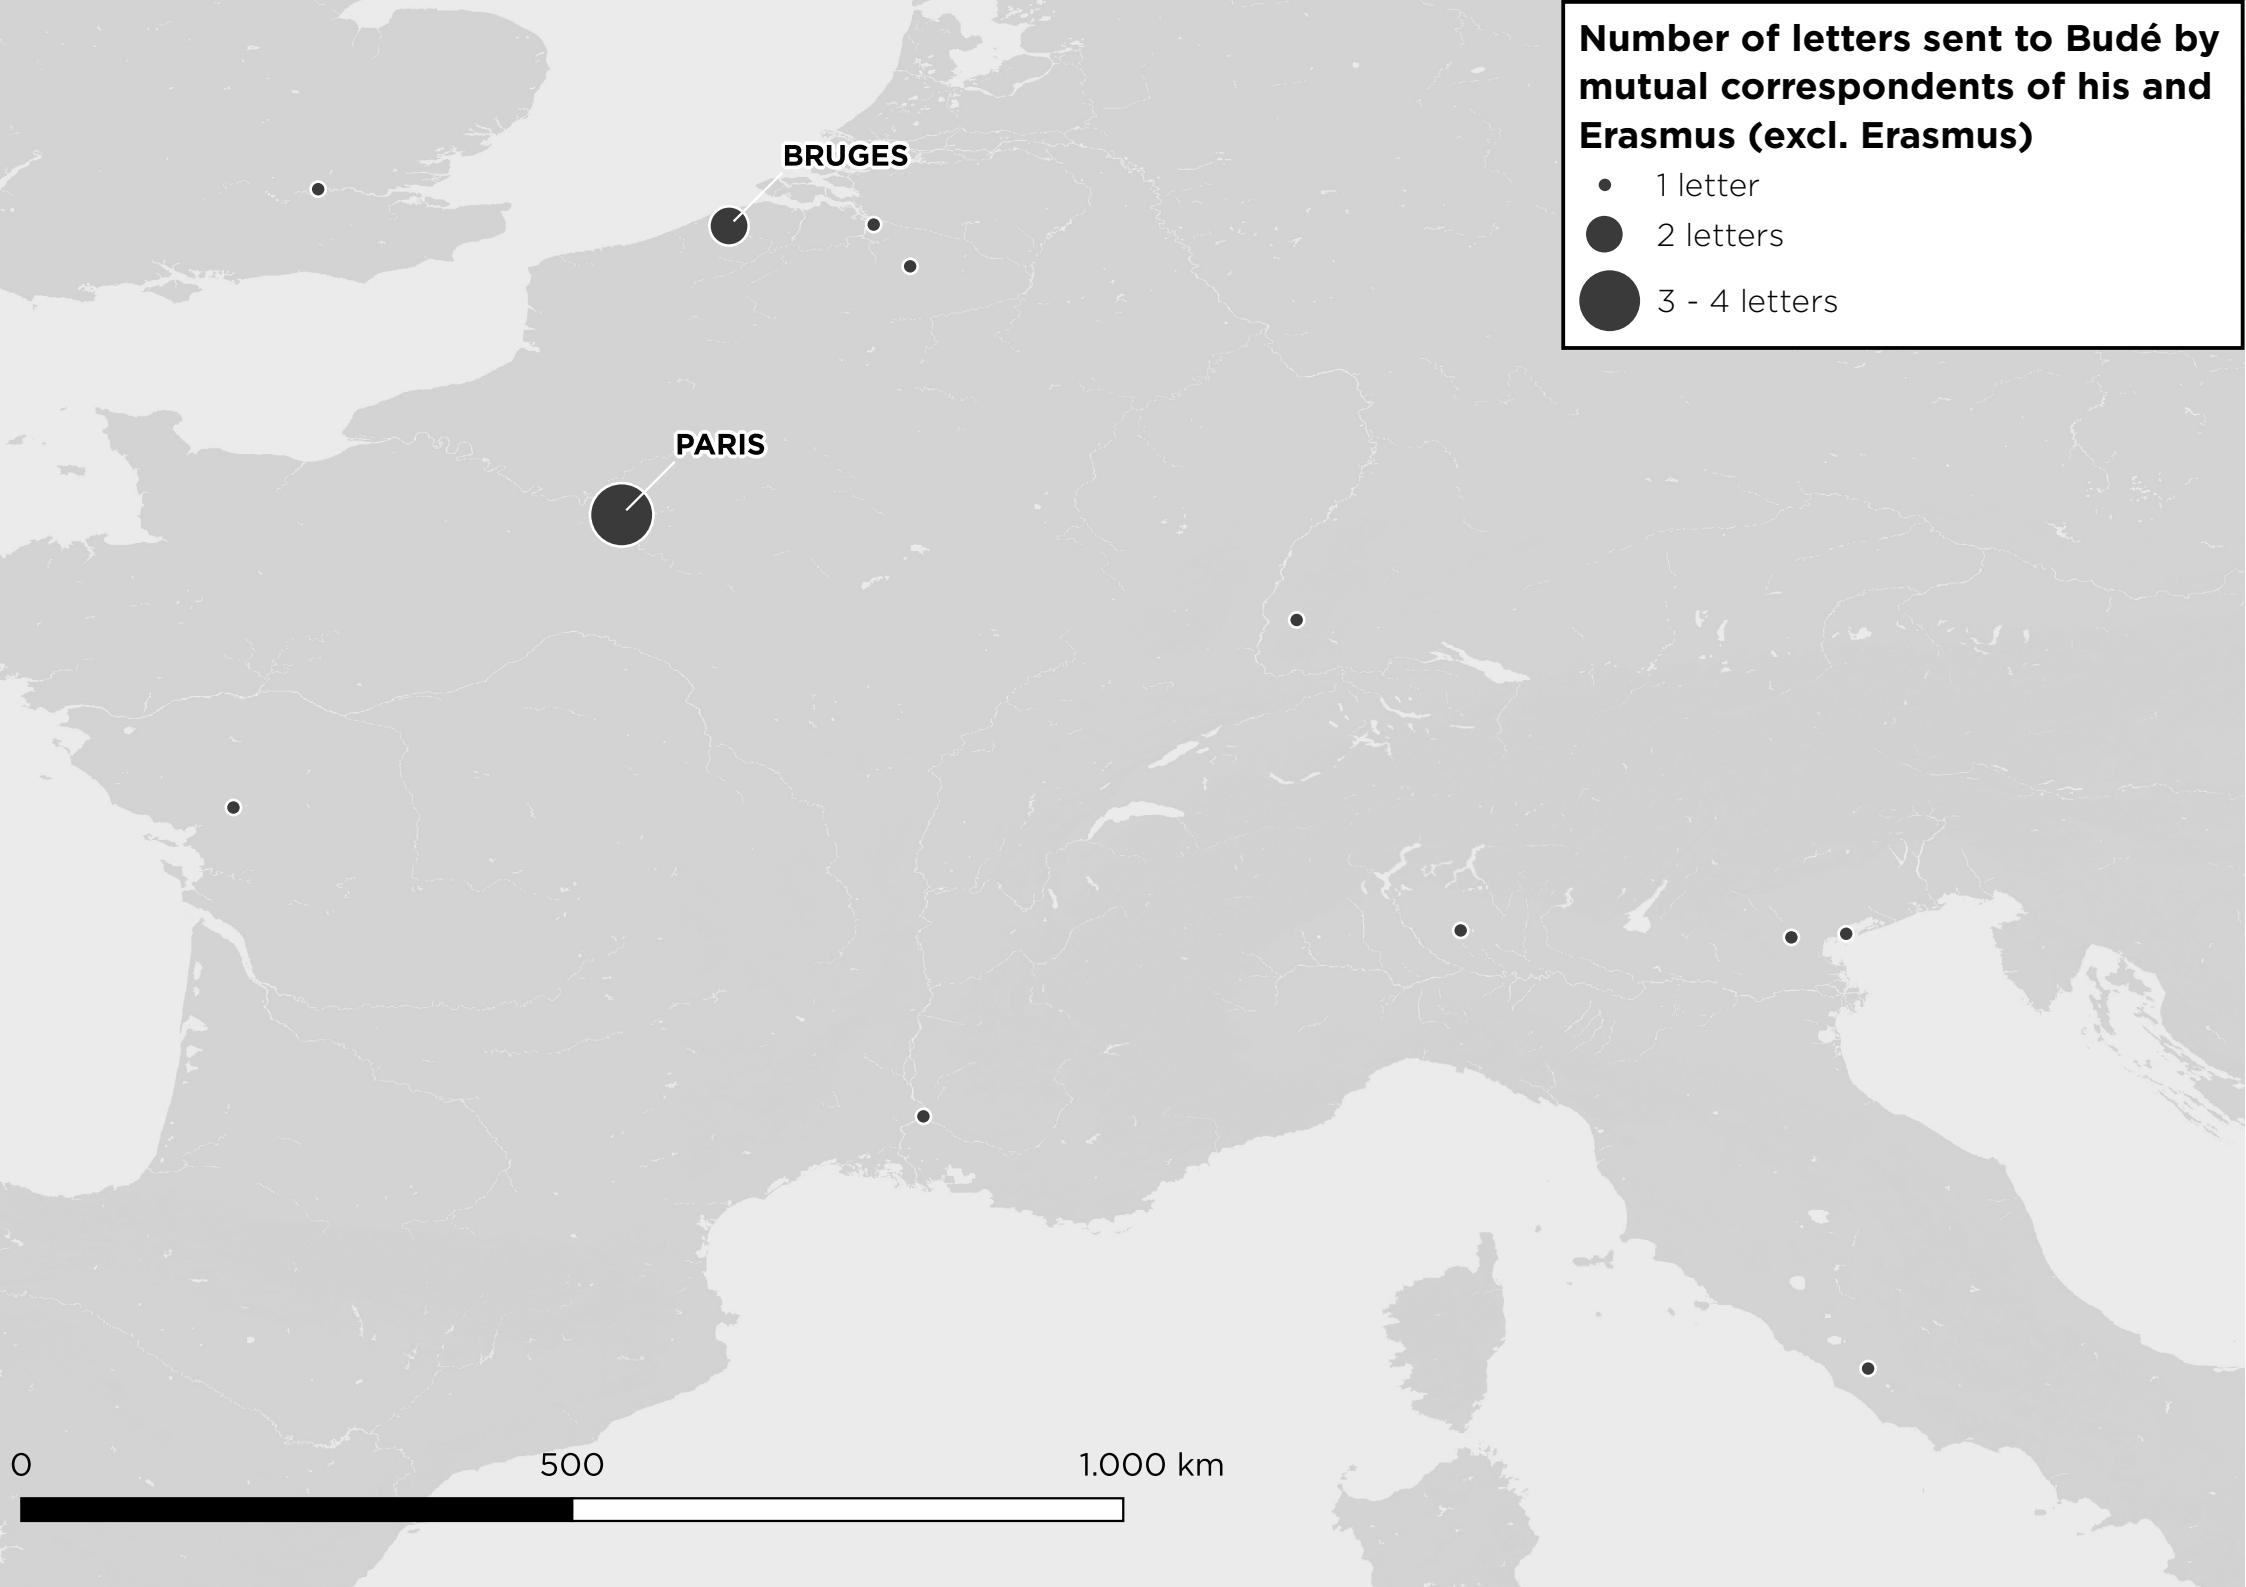 Number of letters sent to Budé by
mutual correspondents of his and
Erasmus (excl. Erasmus)
1 letter
2 letters
3 - 4 letters
BRUGES
PARIS
0 500 1.000 km